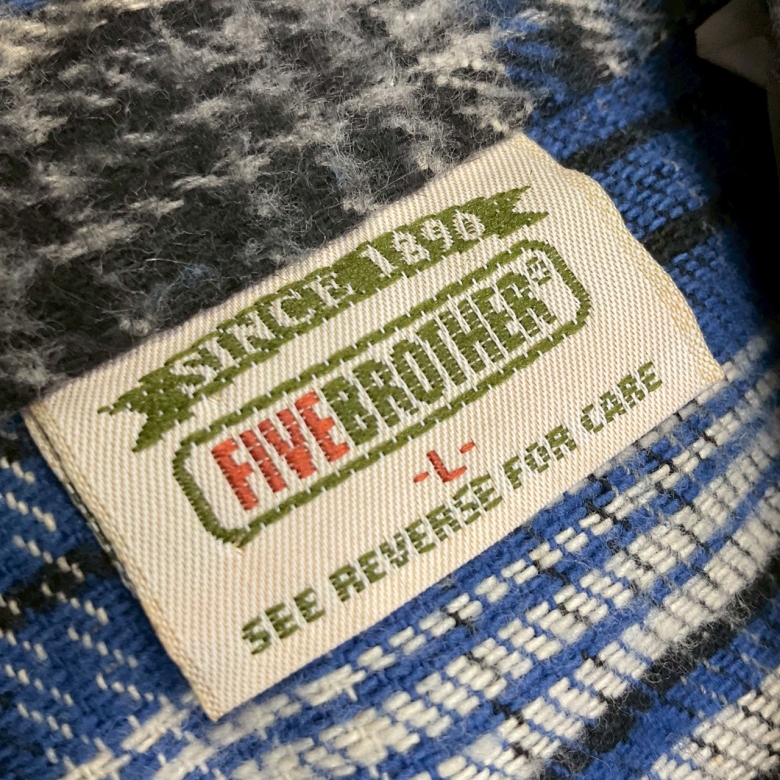 SINCE 1890
FIVEBROTHER®
-L-
SEE REVERSE FOR CARE